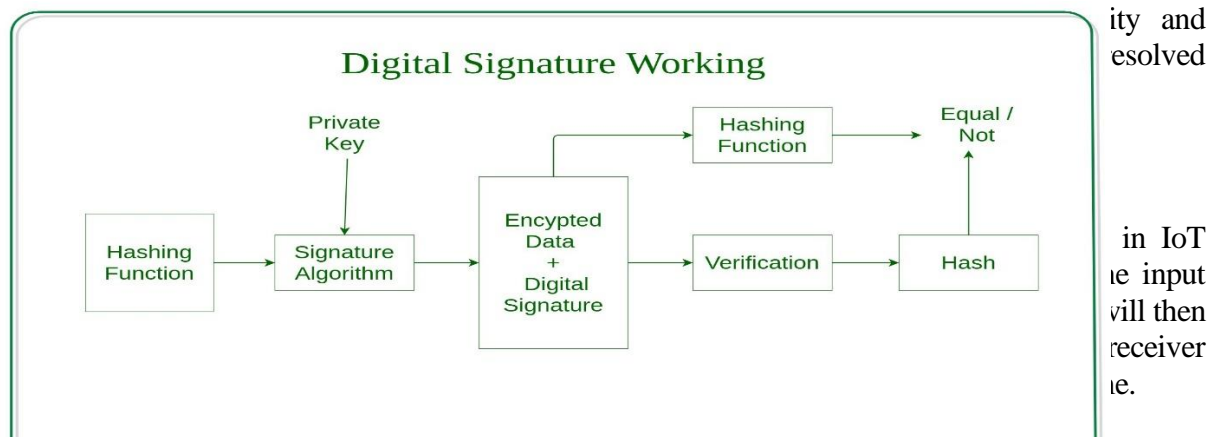 ity and
esolved
Digital Signature Working
Private
Key
Hashing
Function
Equal /
Not
Hashing
Function
Signature
Algorithm
Encypted
Data
+
Digital
Signature
Verification
Hash
in IoT
input
then
receiver